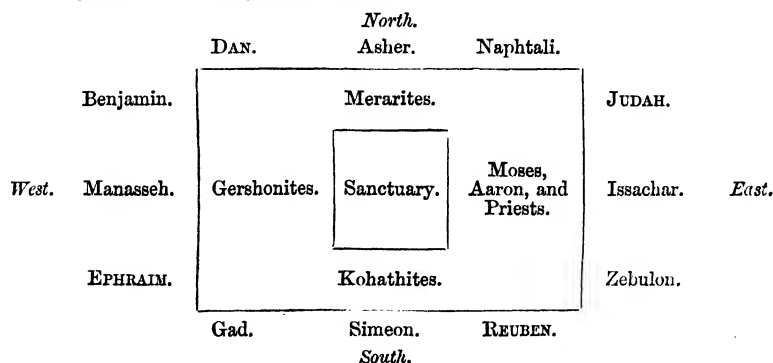 North.
DAN. Asher. Naphtali.
Benjamin. Merarites. JUDAH.
West. Manasseh. Gershonites. Sanctuary. Moses, Aaron, and Priests. Issachar. East.
EPHRAIM. Kohathites. Zebulon.
Gad. Simeon. REUBEN.
South.